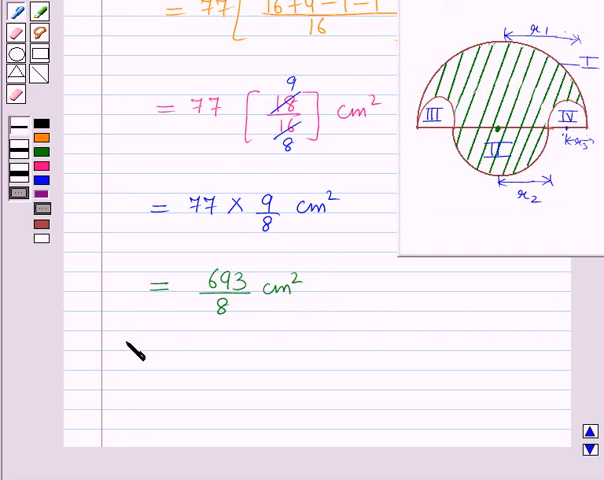 = 77 [ 16+4-1-1 / 16
= 77 [ 18 9 / 16 8 ] cm²
= 77 × 9/8 cm²
= 693/8 cm²
r1
I
III
IV
II
r3
r2